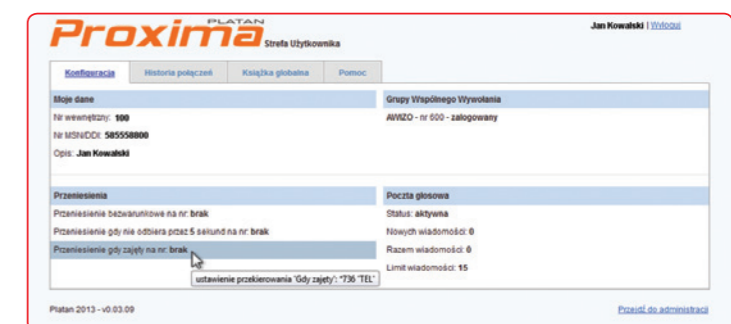 PLATAN
Proxima Strefa Użytkownika
Jan Kowalski | Wyloguj
Konfiguracja Historia połączeń Książka globalna Pomoc
Moje dane
Nr wewnętrzny: 100
Nr MSN/DDI: 585558800
Opis: Jan Kowalski
Grupy Wspólnego Wywołania
AWIZO - nr 600 - zalogowany
Przeniesienia
Przeniesienie bezwarunkowe na nr: brak
Przeniesienie gdy nie odbiera przez 5 sekund na nr: brak
Przeniesienie gdy zajęty na nr: brak
ustawienie przekierowania 'Gdy zajęty': *736 'TEL'
Poczta głosowa
Status: aktywna
Nowych wiadomości: 0
Razem wiadomości: 0
Limit wiadomości: 15
Platan 2013 - v0.03.09
Przejdź do administracji